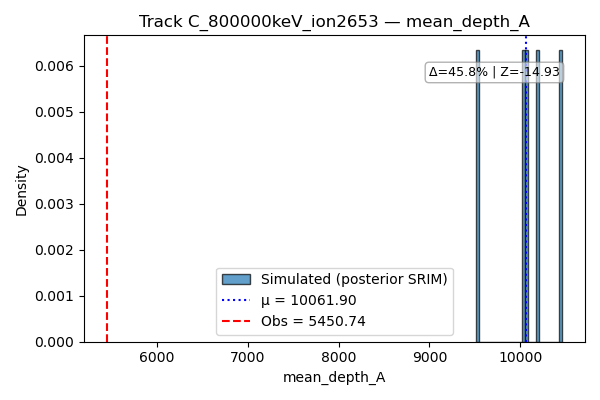 Track C_800000keV_ion2653 — mean_depth_A
Δ=45.8% | Z=-14.93
0.006
0.005
0.004
0.003
0.002
0.001
0.000
Density
Simulated (posterior SRIM)
μ = 10061.90
Obs = 5450.74
6000 7000 8000 9000 10000
mean_depth_A